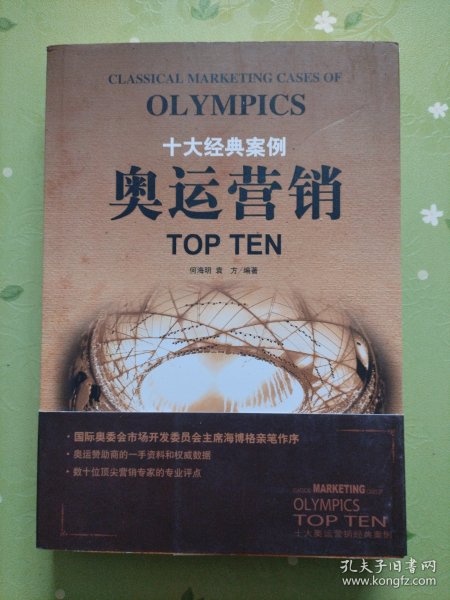 CLASSICAL MARKETING CASES OF
OLYMPICS
十大经典案例
奥运营销
TOP TEN
何海明 袁 方/编著
·国际奥委会市场开发委员会主席海博格亲笔作序
·奥运赞助商的一手资料和权威数据
·数十位顶尖营销专家的专业评点
MARKETING
OLYMPICS
TOP TEN
十大奥运营销经典案例
孔夫子旧书网
www.kongfz.com